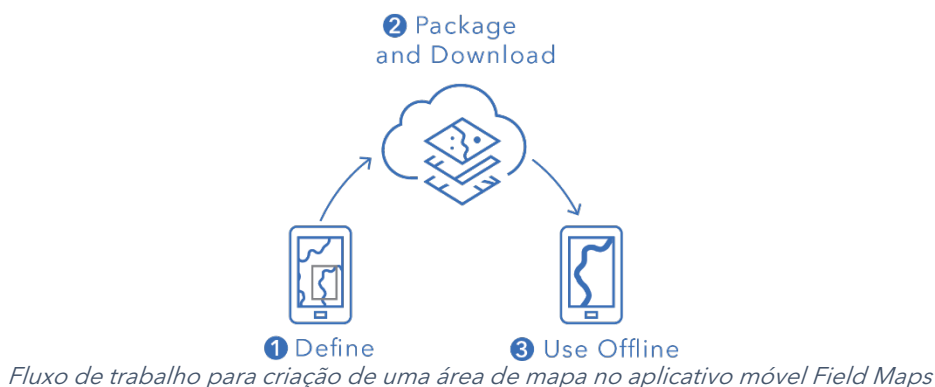 2 Package
and Download
1 Define
3 Use Offline
Fluxo de trabalho para criação de uma área de mapa no aplicativo móvel Field Maps